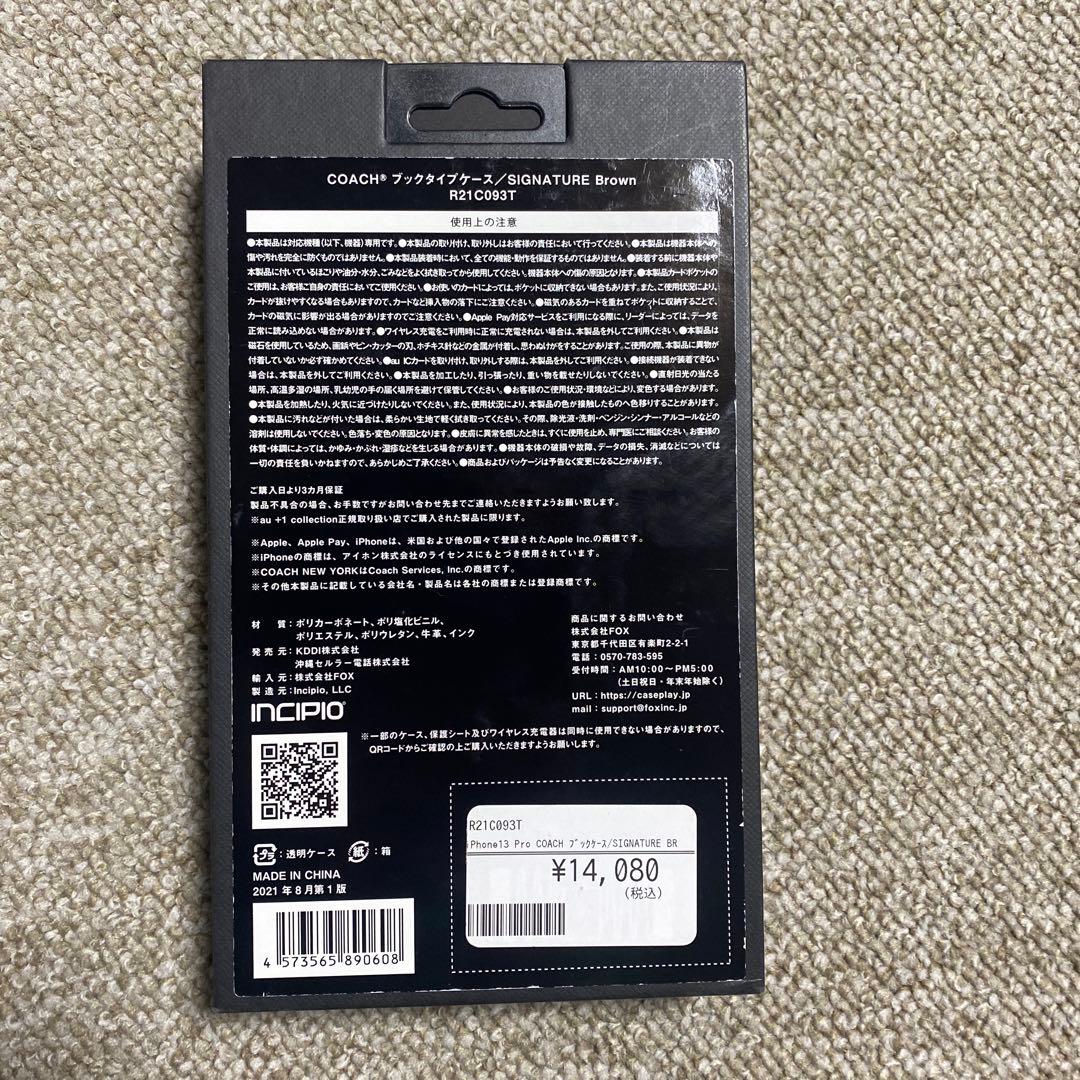 COACH® ブックタイプケース／SIGNATURE Brown
R21C093T
使用上の注意
●本製品は対応機種（以下、機器）専用です。●本製品の取り付け、取り外しはお客様の責任において行ってください。●本製品は機器本体への
傷や汚れを完全に防ぐものではありません。●本製品装着時において、全ての機能・動作を保証するものではありません。●装着する前に機器本体や
本製品に付いているほこりや油分・水分、ごみなどをよく拭き取ってから使用してください。機器本体への傷の原因となります。●本製品カードポケットの
ご使用は、お客様ご自身の責任においてご使用ください。●お使いのカードによっては、ポケットに収納できない場合もあります。また、ご使用状況により、
カードが抜けやすくなる場合もありますので、カードなど挿入物の落下にご注意ください。●磁気のあるカードを重ねてポケットに収納することで、
カードの磁気に影響が出る場合がありますのでご注意ください。●Apple Pay対応サービスをご利用になる際に、リーダーによっては、データを
正常に読み込めない場合があります。●ワイヤレス充電をご利用時に正常に充電されない場合は、本製品を外してご利用ください。●本製品は
磁石を使用しているため、画鋲やピン・カッターの刃、ホチキス針などの金属が付着し、思わぬけがをすることがあります。ご使用の際、本製品に異物が
付着していないか必ず確かめてください。●au ICカードを取り付け、取り外しする際は、本製品を外してご利用ください。●接続機器が装着できない
場合は、本製品を外してご利用ください。●本製品を加工したり、引っ張ったり、重い物を載せたりしないでください。●直射日光の当たる
場所、高温多湿の場所、乳幼児の手の届く場所を避けて保管してください。●お客様のご使用状況・環境などにより、変色する場合があります。
●本製品を加熱したり、火気に近づけたりしないでください。また、使用状況により、本製品の色が接触したものへ色移りすることがあります。
●本製品に汚れなどが付いた場合は、柔らかい生地で軽く拭き取ってください。その際、除光液・洗剤・ベンジン・シンナー・アルコールなどの
溶剤は使用しないでください。色落ち・変色の原因となります。●皮膚に異常を感じたときは、すぐに使用を止め、専門医にご相談ください。お客様の
体質・体調によっては、かゆみ・かぶれ・湿疹などを生じる場合があります。●機器本体の破損や故障、データの損失、消滅などについては
一切の責任を負いかねますので、あらかじめご了承ください。●商品およびパッケージは予告なく変更になることがあります。
ご購入日より3カ月保証
製品不具合の場合、お手数ですがお問い合わせ先までご連絡いただきますようお願い致します。
※au +1 collection正規取り扱い店でご購入された製品に限ります。
※Apple、Apple Pay、iPhoneは、米国および他の国々で登録されたApple Inc.の商標です。
※iPhoneの商標は、アイホン株式会社のライセンスにもとづき使用されています。
※COACH NEW YORKはCoach Services, Inc.の商標です。
※その他本製品に記載している会社名・製品名は各社の商標または登録商標です。
材　質：ポリカーボネート、ポリ塩化ビニル、
ポリエステル、ポリウレタン、牛革、インク
発 売 元：KDDI株式会社
沖縄セルラー電話株式会社
輸 入 元：株式会社FOX
製 造 元：Incipio, LLC
INCIPIO®
商品に関するお問い合わせ
株式会社FOX
東京都千代田区有楽町2-2-1
電話：0570-783-595
受付時間：AM10:00～PM5:00
（土日祝日・年末年始除く）
URL：https://caseplay.jp
mail：support@foxinc.jp
※一部のケース、保護シート及びワイヤレス充電器は同時に使用できない場合がありますので、
QRコードからご確認の上ご購入いただきますようお願いします。
プラ：透明ケース 紙：箱
MADE IN CHINA
2021 年 8 月第 1 版
4 573565 890608
R21C093T
iPhone13 Pro COACH ﾌﾞｯｸｹｰｽ/SIGNATURE BR
¥14,080
(税込)